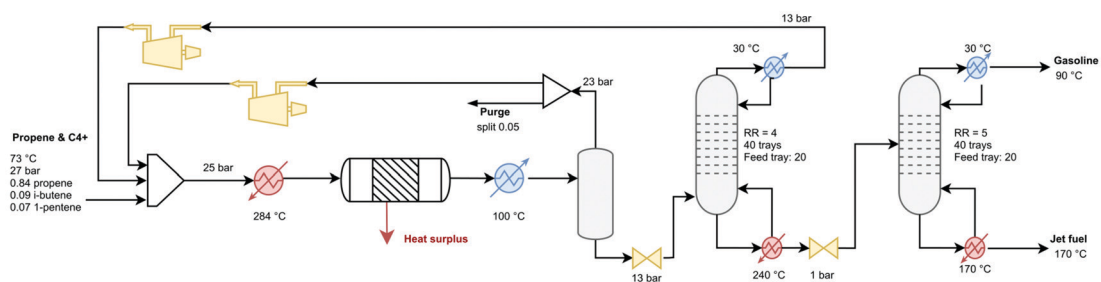 13 bar
30 °C
30 °C
Gasoline
90 °C
23 bar
Purge
split 0.05
Propene & C4+
73 °C
27 bar
0.84 propene
0.09 i-butene
0.07 1-pentene
25 bar
RR = 4
40 trays
Feed tray: 20
RR = 5
40 trays
Feed tray: 20
284 °C
100 °C
Heat surplus
13 bar
240 °C
1 bar
170 °C
Jet fuel
170 °C